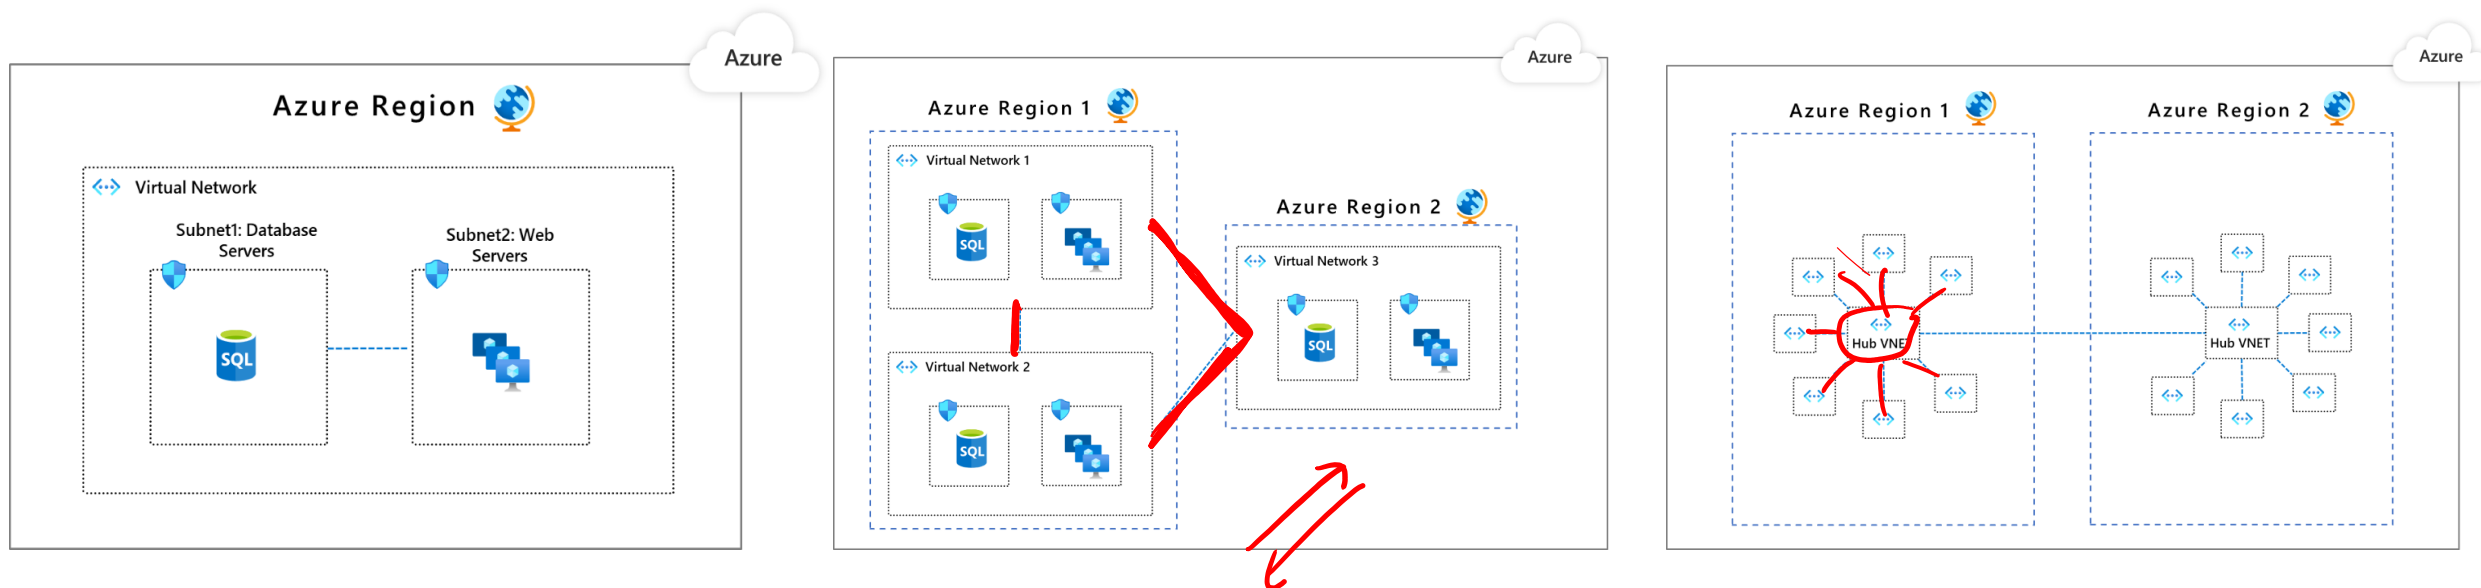 Azure
Azure Region
Virtual Network
Subnet1: Database
Servers
Subnet2: Web
Servers
SQL
Azure
Azure Region 1
Virtual Network 1
SQL
Virtual Network 2
SQL
Azure Region 2
Virtual Network 3
SQL
Azure
Azure Region 1
Hub VNET
Azure Region 2
Hub VNET